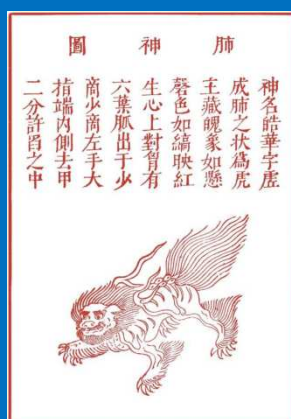 肺神圖
神名皓華字虛
成肺之狀為虎
主藏魄象如懸
磬色如縞映紅
生心上對胷有
六葉脈出于少
商少商左手大
指端內側去甲
二分許陷之中